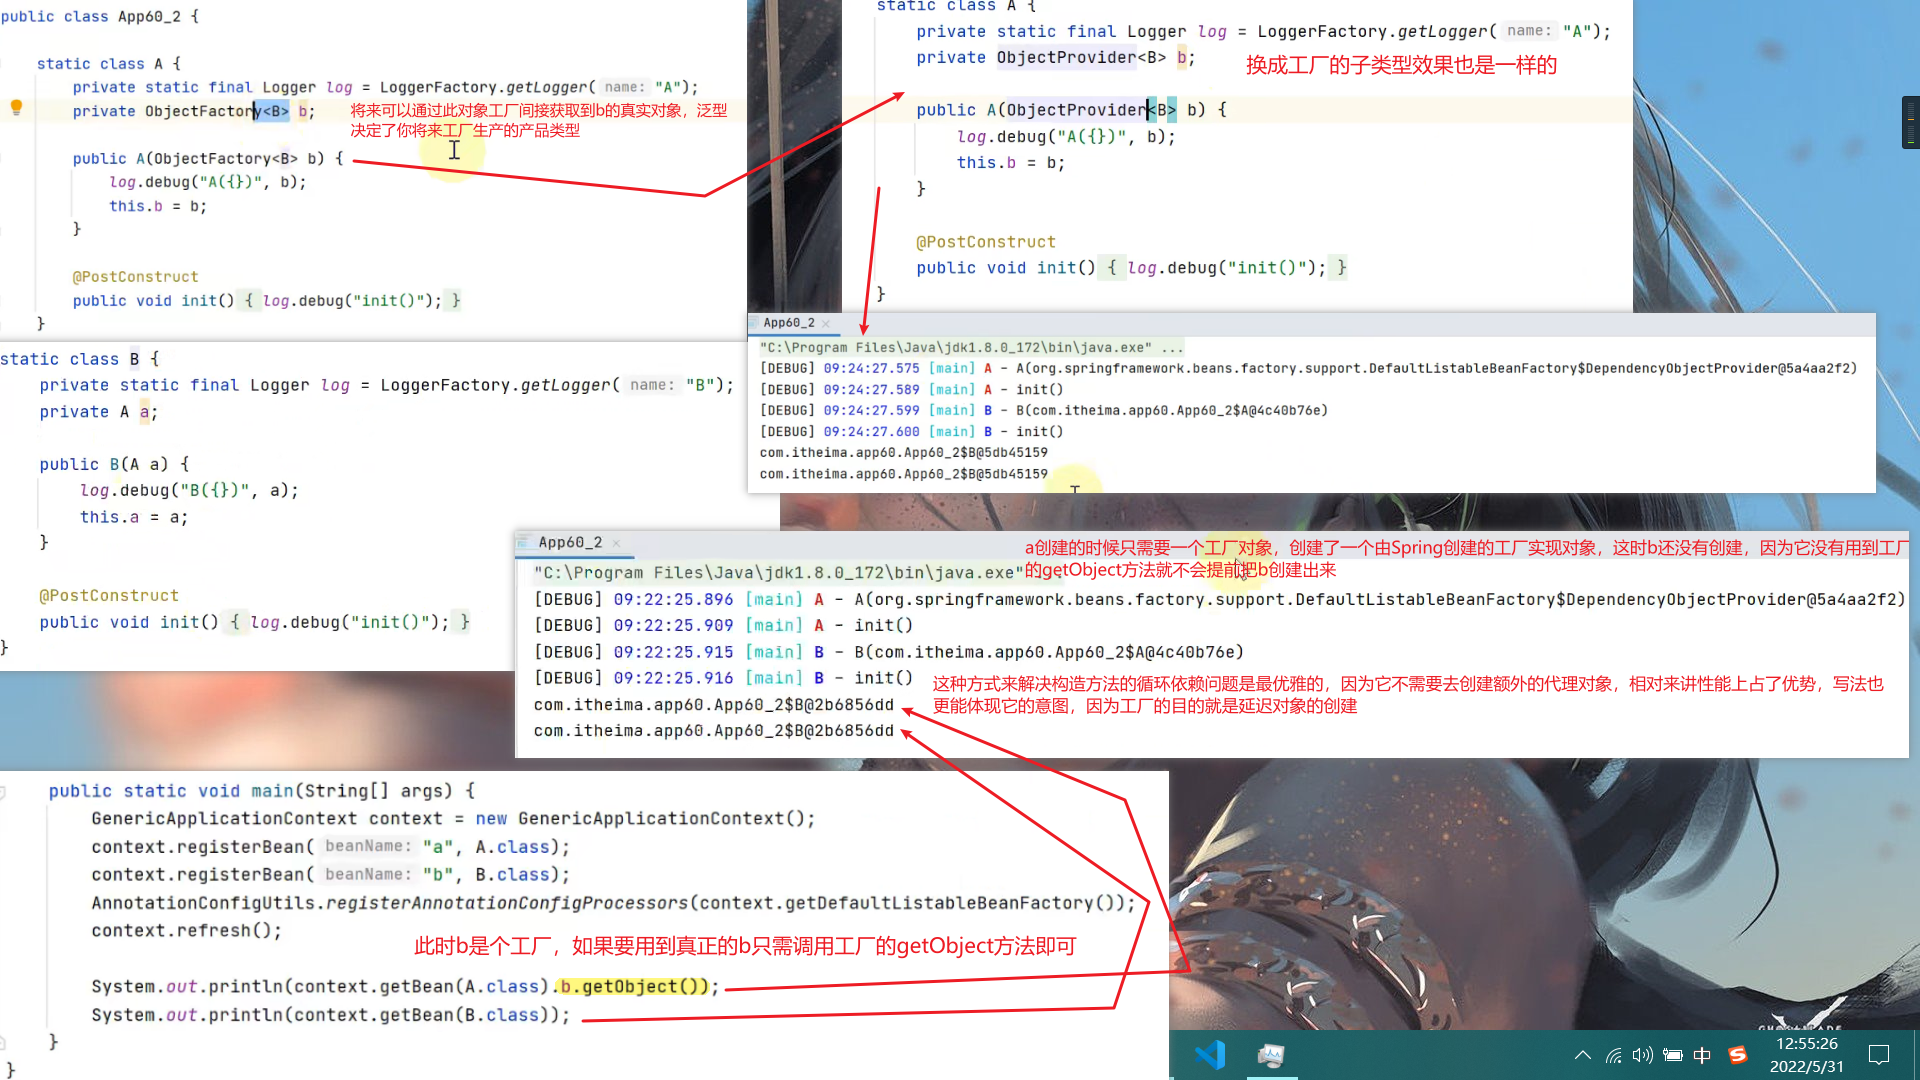 public class App60_2 {
static class A {
private static final Logger log = LoggerFactory.getLogger( name: "A");
private ObjectFactory<B> b;
将来可以通过此对象工厂间接获取到b的真实对象，泛型
决定了你将来工厂生产的产品类型
public A(ObjectFactory<B> b) {
log.debug("A({})", b);
this.b = b;
}
@PostConstruct
public void init() { log.debug("init()"); }
}
static class A {
private static final Logger log = LoggerFactory.getLogger( name: "A");
private ObjectProvider<B> b;
换成工厂的子类型效果也是一样的
public A(ObjectProvider<B> b) {
log.debug("A({})", b);
this.b = b;
}
@PostConstruct
public void init() { log.debug("init()"); }
}
static class B {
private static final Logger log = LoggerFactory.getLogger( name: "B");
private A a;
public B(A a) {
log.debug("B({})", a);
this.a = a;
}
@PostConstruct
public void init() { log.debug("init()"); }
}
App60_2 ×
"C:\Program Files\Java\jdk1.8.0_172\bin\java.exe" ...
[DEBUG] 09:24:27.575 [main] A - A(org.springframework.beans.factory.support.DefaultListableBeanFactory$DependencyObjectProvider@5a4aa2f2)
[DEBUG] 09:24:27.589 [main] A - init()
[DEBUG] 09:24:27.599 [main] B - B(com.itheima.app60.App60_2$A@4c40b76e)
[DEBUG] 09:24:27.600 [main] B - init()
com.itheima.app60.App60_2$B@5db45159
com.itheima.app60.App60_2$B@5db45159
App60_2 ×
a创建的时候只需要一个工厂对象，创建了一个由Spring创建的工厂实现对象，这时b还没有创建，因为它没有用到工厂
的getObject方法就不会提前把b创建出来
"C:\Program Files\Java\jdk1.8.0_172\bin\java.exe"
[DEBUG] 09:22:25.896 [main] A - A(org.springframework.beans.factory.support.DefaultListableBeanFactory$DependencyObjectProvider@5a4aa2f2)
[DEBUG] 09:22:25.909 [main] A - init()
[DEBUG] 09:22:25.915 [main] B - B(com.itheima.app60.App60_2$A@4c40b76e)
[DEBUG] 09:22:25.916 [main] B - init()
这种方式来解决构造方法的循环依赖问题是最优雅的，因为它不需要去创建额外的代理对象，相对来讲性能上占了优势，写法也
更能体现它的意图，因为工厂的目的就是延迟对象的创建
com.itheima.app60.App60_2$B@2b6856dd
com.itheima.app60.App60_2$B@2b6856dd
public static void main(String[] args) {
GenericApplicationContext context = new GenericApplicationContext();
context.registerBean( beanName: "a", A.class);
context.registerBean( beanName: "b", B.class);
AnnotationConfigUtils.registerAnnotationConfigProcessors(context.getDefaultListableBeanFactory());
context.refresh();
此时b是个工厂，如果要用到真正的b只需调用工厂的getObject方法即可
System.out.println(context.getBean(A.class).b.getObject());
System.out.println(context.getBean(B.class));
}
}
中
12:55:26
2022/5/31